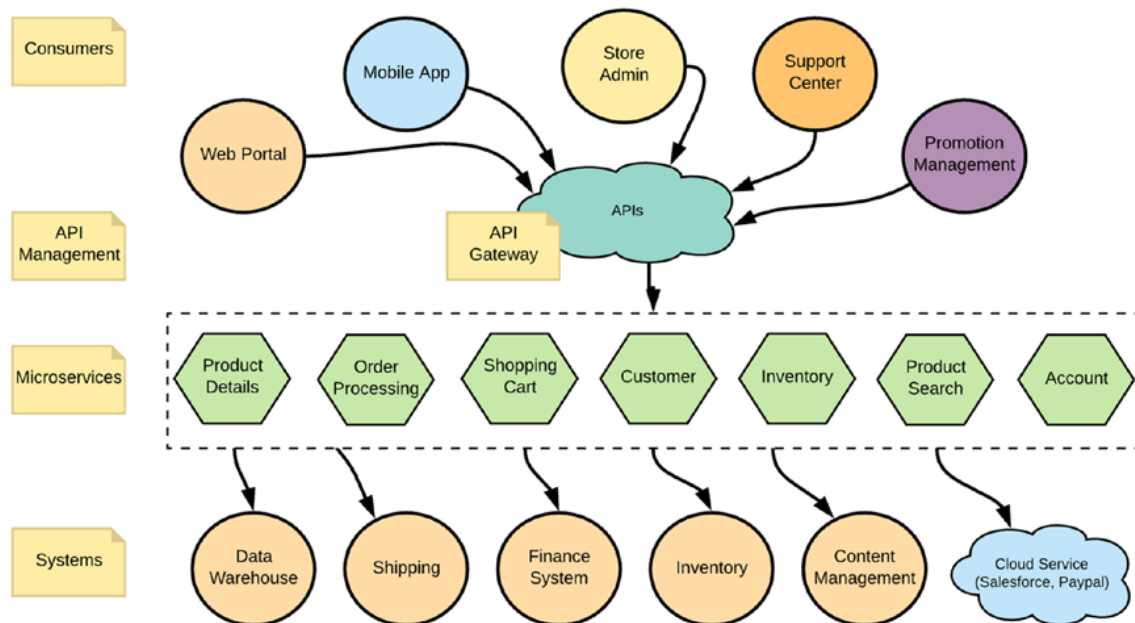 Consumers
Mobile App
Store
Admin
Support
Center
Web Portal
Promotion
Management
API
Management
API
Gateway
APIs
Microservices
Product
Details
Order
Processing
Shopping
Cart
Customer
Inventory
Product
Search
Account
Systems
Data
Warehouse
Shipping
Finance
System
Inventory
Content
Management
Cloud Service
(Salesforce, Paypal)